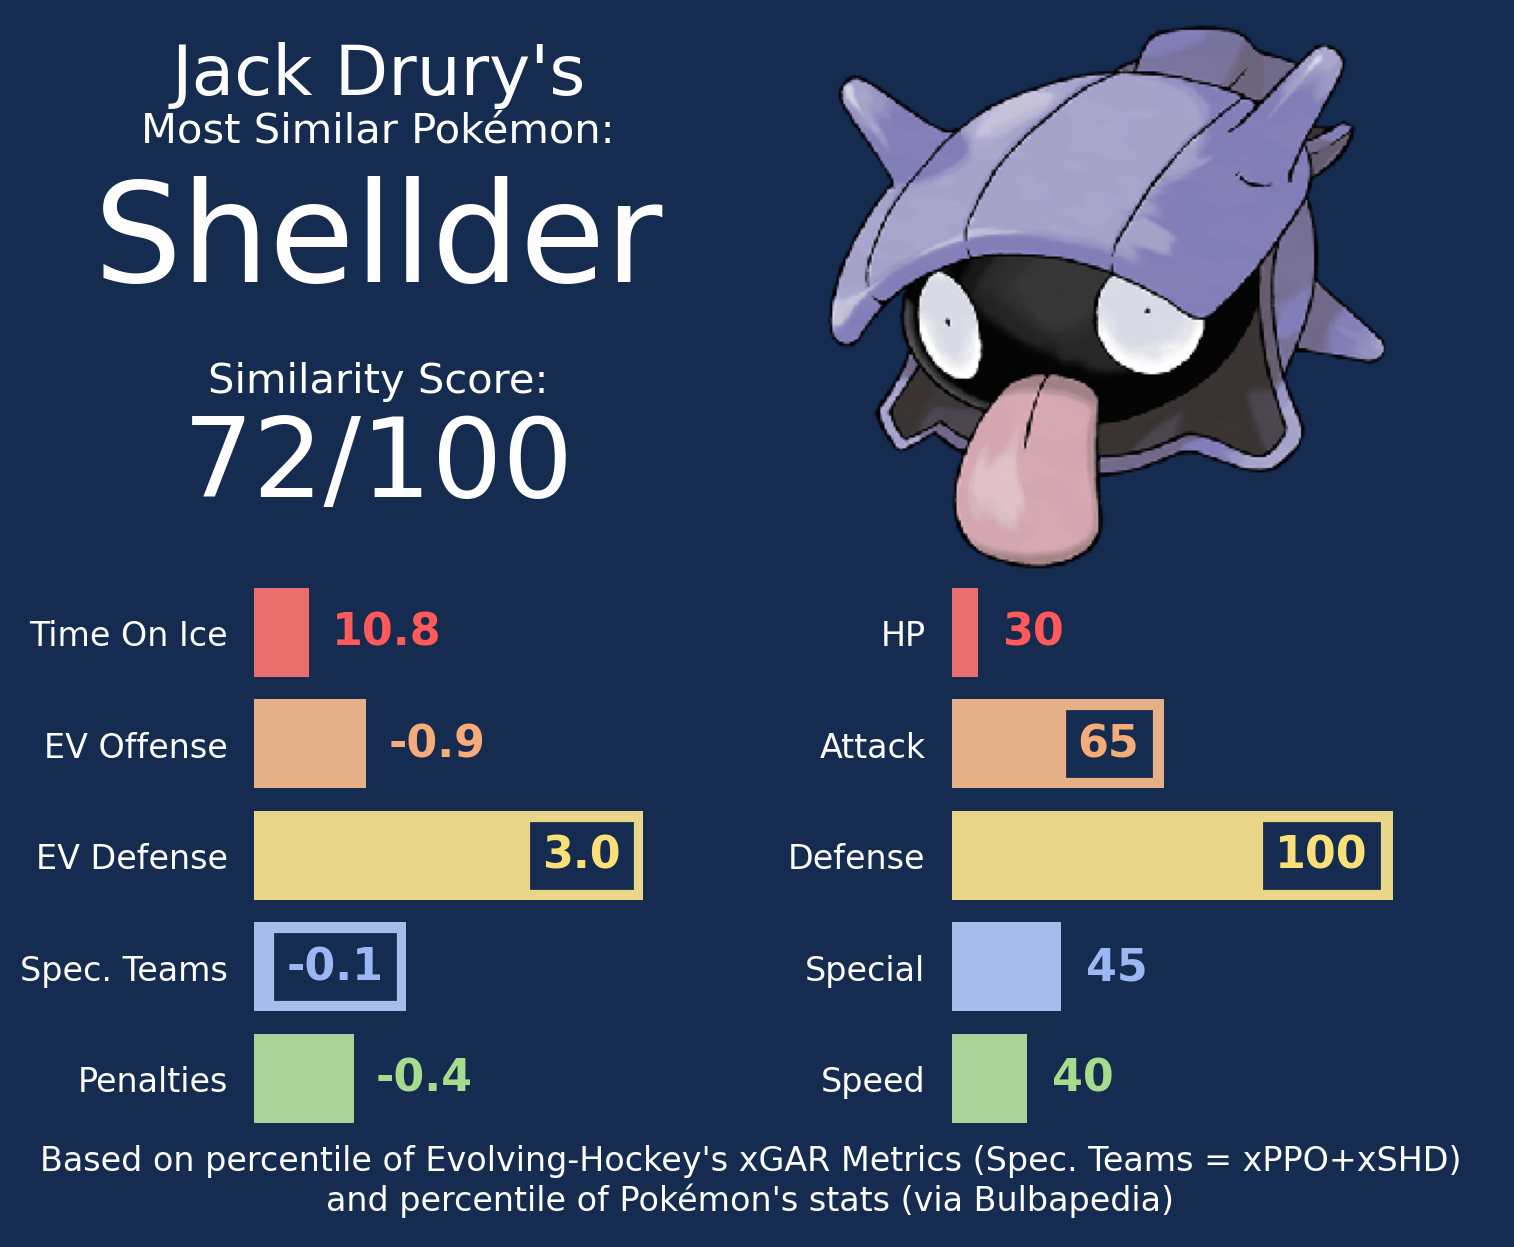 Jack Drury's
Most Similar Pokémon:
Shellder
Similarity Score:
72/100
Time On Ice 10.8
EV Offense -0.9
EV Defense 3.0
Spec. Teams -0.1
Penalties -0.4
HP 30
Attack 65
Defense 100
Special 45
Speed 40
Based on percentile of Evolving-Hockey's xGAR Metrics (Spec. Teams = xPPO+xSHD)
and percentile of Pokémon's stats (via Bulbapedia)